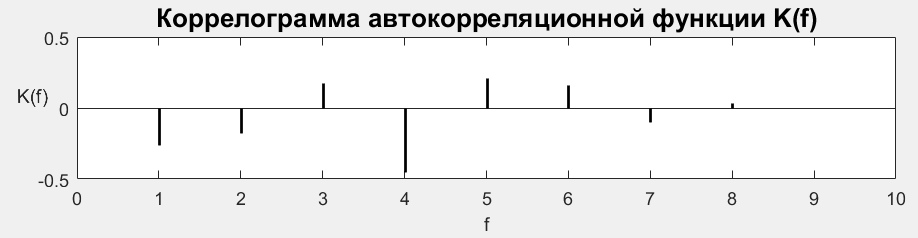 Коррелограмма автокорреляционной функции K(f)
0.5
K(f)
0
-0.5
0 1 2 3 4 5 6 7 8 9 10
f